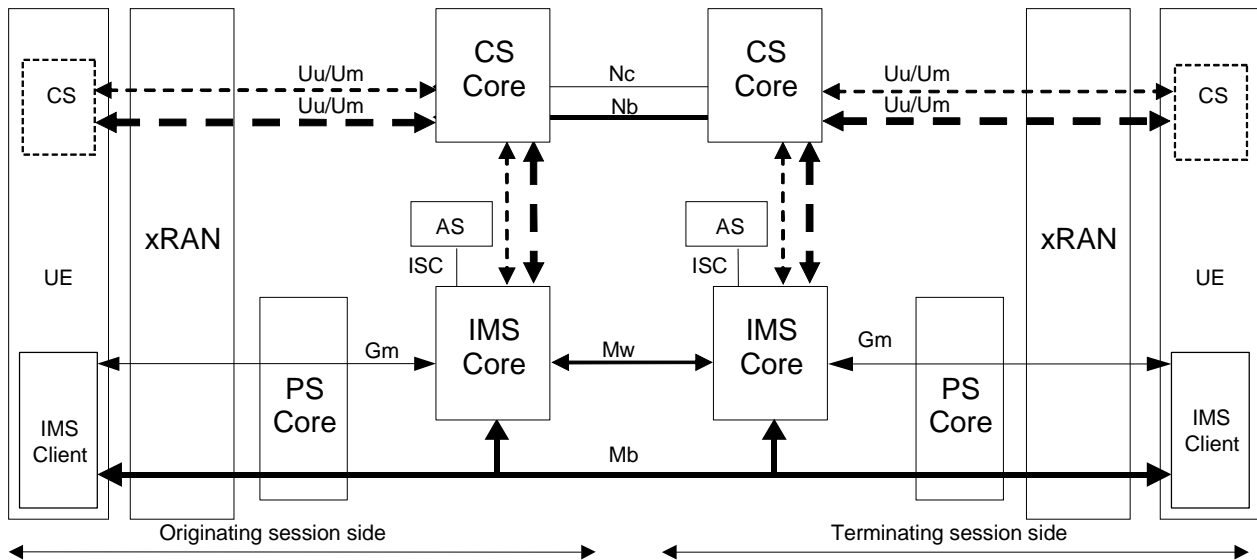 CS
Core
CS
Core
CS
Uu/Um
Nc
Uu/Um
CS
Uu/Um
Nb
Uu/Um
AS
AS
xRAN
xRAN
ISC
ISC
UE
UE
IMS
Core
IMS
Core
Gm
Mw
Gm
PS
Core
PS
Core
IMS
Client
IMS
Client
Mb
Originating session side
Terminating session side